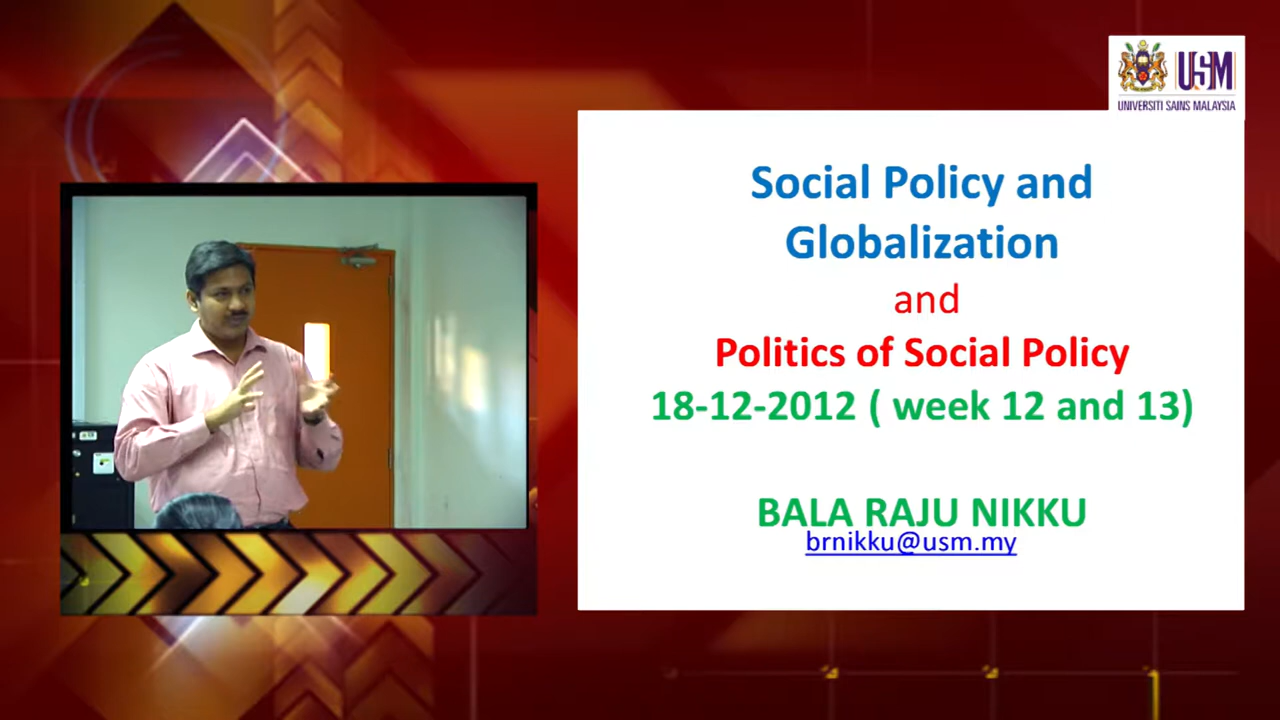 USM
UNIVERSITI SAINS MALAYSIA
Social Policy and
Globalization
and
Politics of Social Policy
18-12-2012 ( week 12 and 13)
BALA RAJU NIKKU
brnikku@usm.my